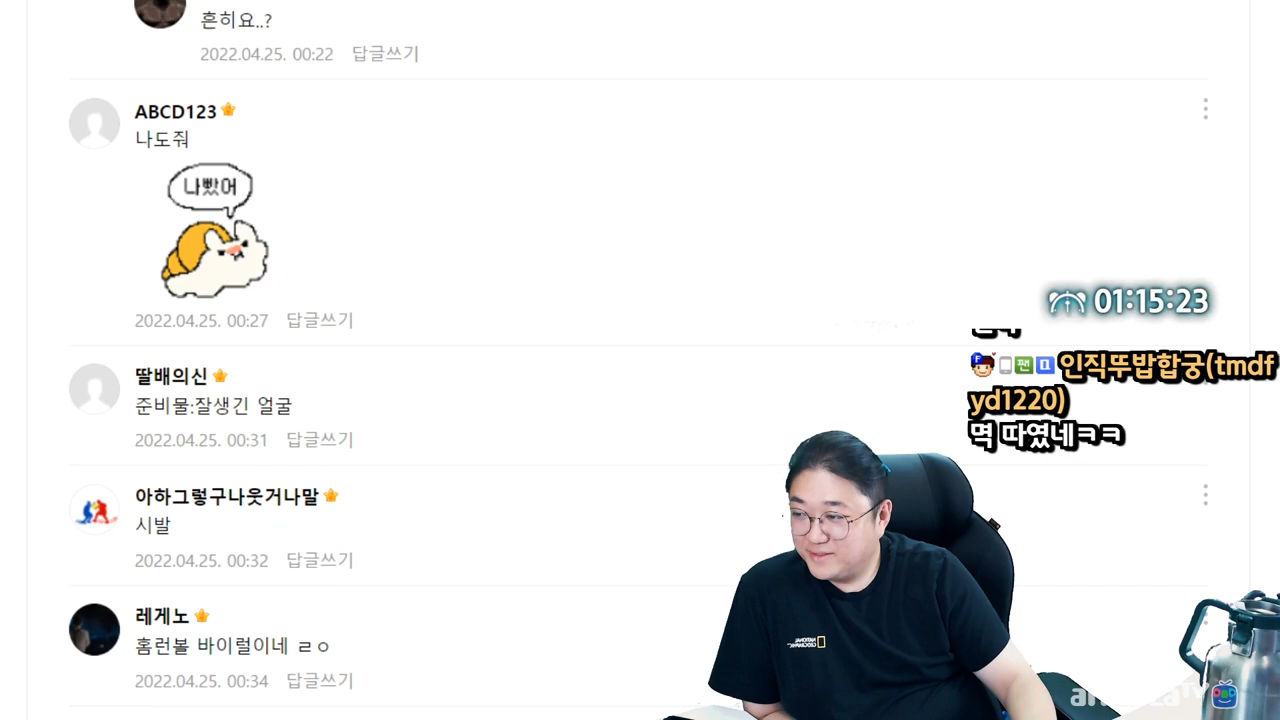 흔히요..?
2022.04.25. 00:22 답글쓰기
ABCD123
나도줘
나빴어
2022.04.25. 00:27 답글쓰기
01:15:23
인직뚜밥합궁(tmdf
yd1220)
멱 따였네ㅋㅋ
딸배의신
준비물:잘생긴 얼굴
2022.04.25. 00:31 답글쓰기
아하그렇구나웃거나말
시발
2022.04.25. 00:32 답글쓰기
레게노
홈런볼 바이럴이네 ㄹㅇ
2022.04.25. 00:34 답글쓰기